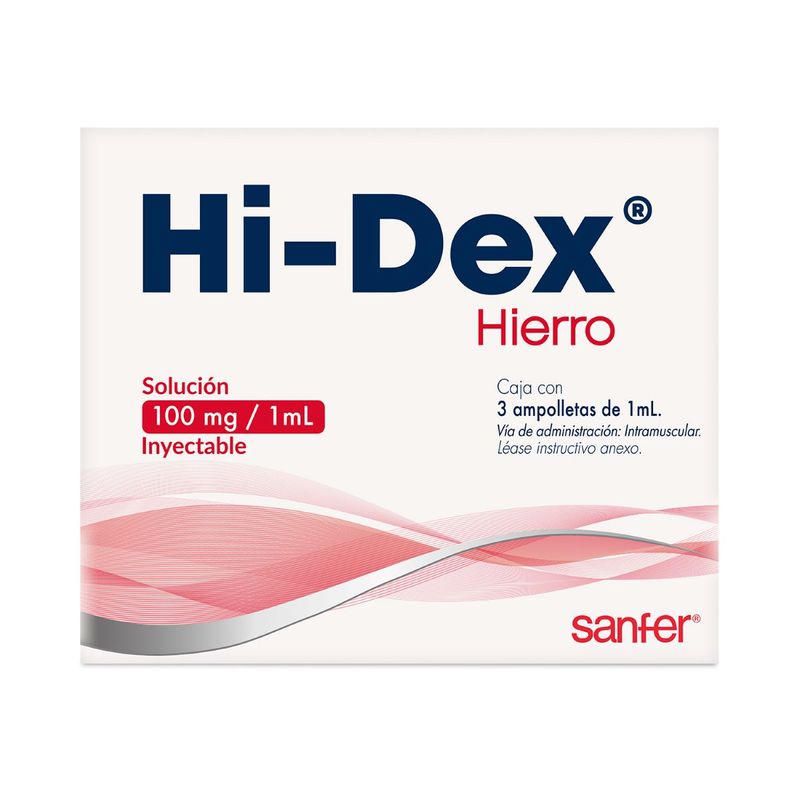 Hi-Dex®
Hierro
Solución
100 mg / 1mL
Inyectable
Caja con
3 ampolletas de 1mL.
Vía de administración: Intramuscular.
Léase instructivo anexo.
sanfer®